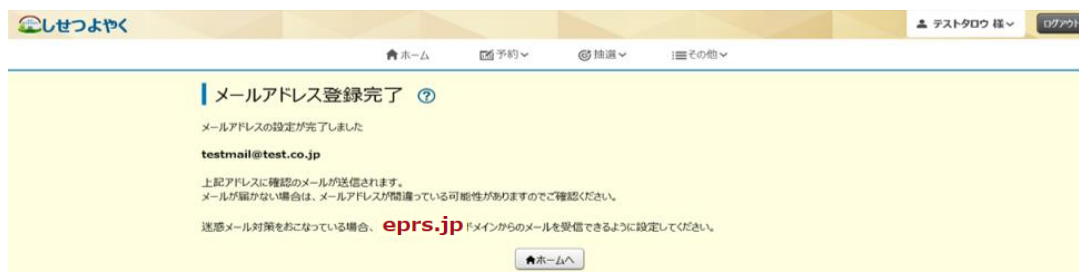 しせつよやく
テストタロウ 様
ログアウト
ホーム 予約 抽選 その他
メールアドレス登録完了 ?
メールアドレスの設定が完了しました
testmail@test.co.jp
上記アドレスに確認のメールが送信されます。
メールが届かない場合は、メールアドレスが間違っている可能性がありますのでご確認ください。
迷惑メール対策をおこなっている場合、 eprs.jp ドメインからのメールを受信できるように設定してください。
ホームへ